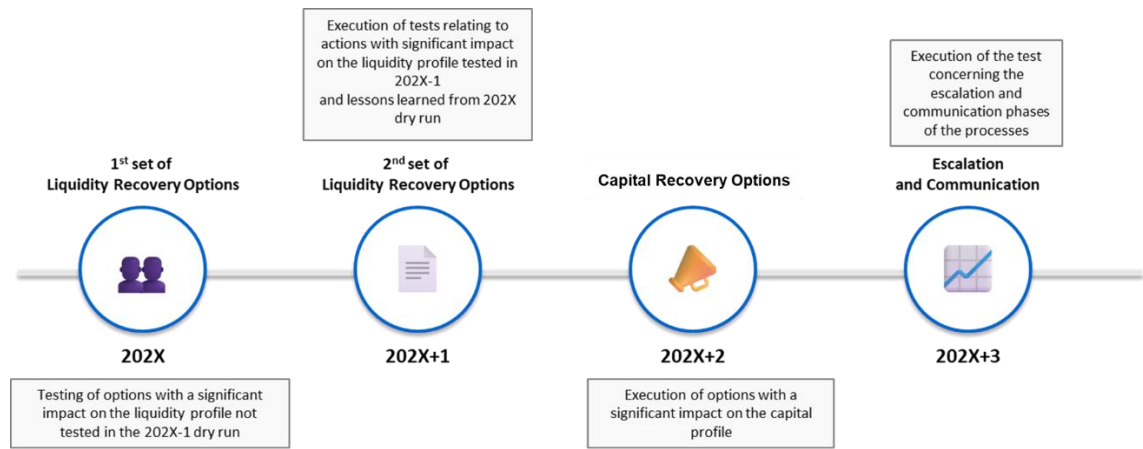 Execution of tests relating to
actions with significant impact
on the liquidity profile tested in
202X-1
and lessons learned from 202X
dry run
Execution of the test
concerning the
escalation and
communication phases
of the processes
1st set of
Liquidity Recovery Options
2nd set of
Liquidity Recovery Options
Capital Recovery Options
Escalation
and Communication
202X
202X+1
202X+2
202X+3
Testing of options with a significant
impact on the liquidity profile not
tested in the 202X-1 dry run
Execution of options with a
significant impact on the capital
profile